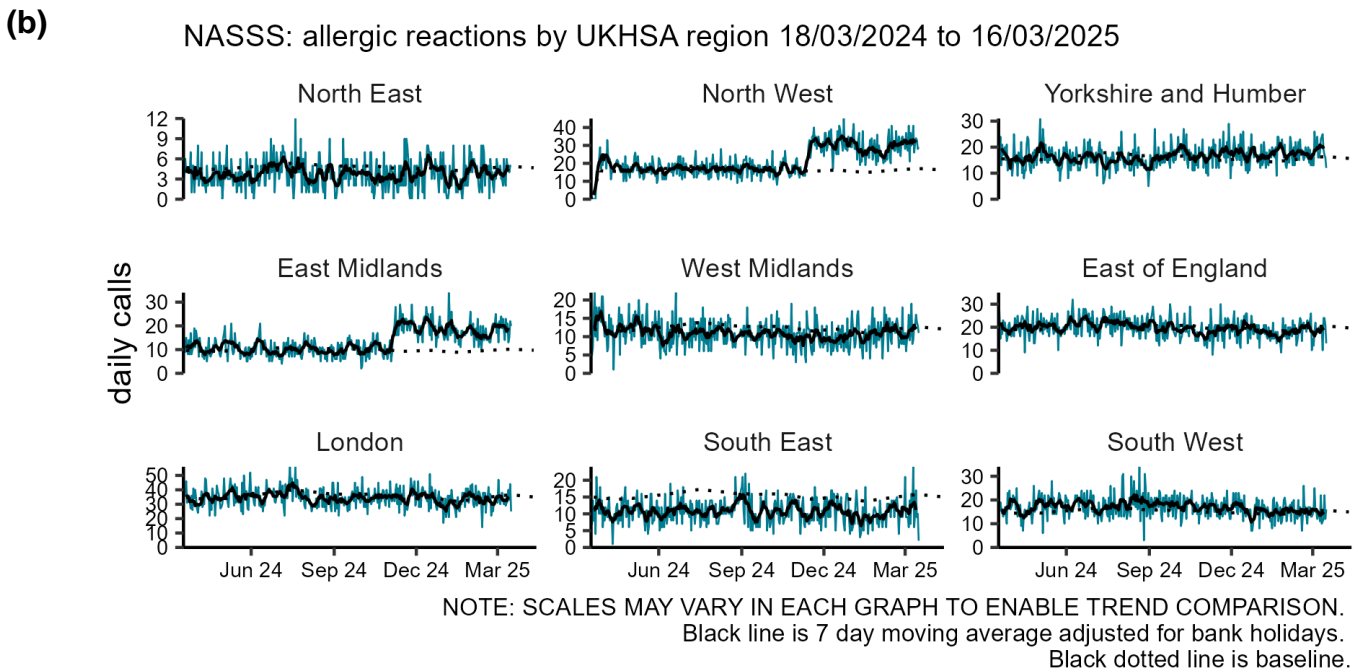 (b)
NASSS: allergic reactions by UKHSA region 18/03/2024 to 16/03/2025
North East
North West
Yorkshire and Humber
12
9
6
3
0
40
30
20
10
0
30
20
10
0
daily calls
East Midlands
West Midlands
East of England
30
20
10
0
20
15
10
5
0
30
20
10
0
London
South East
South West
50
40
30
20
10
0
20
15
10
5
0
30
20
10
0
Jun 24 Sep 24 Dec 24 Mar 25
Jun 24 Sep 24 Dec 24 Mar 25
Jun 24 Sep 24 Dec 24 Mar 25
NOTE: SCALES MAY VARY IN EACH GRAPH TO ENABLE TREND COMPARISON.
Black line is 7 day moving average adjusted for bank holidays.
Black dotted line is baseline.